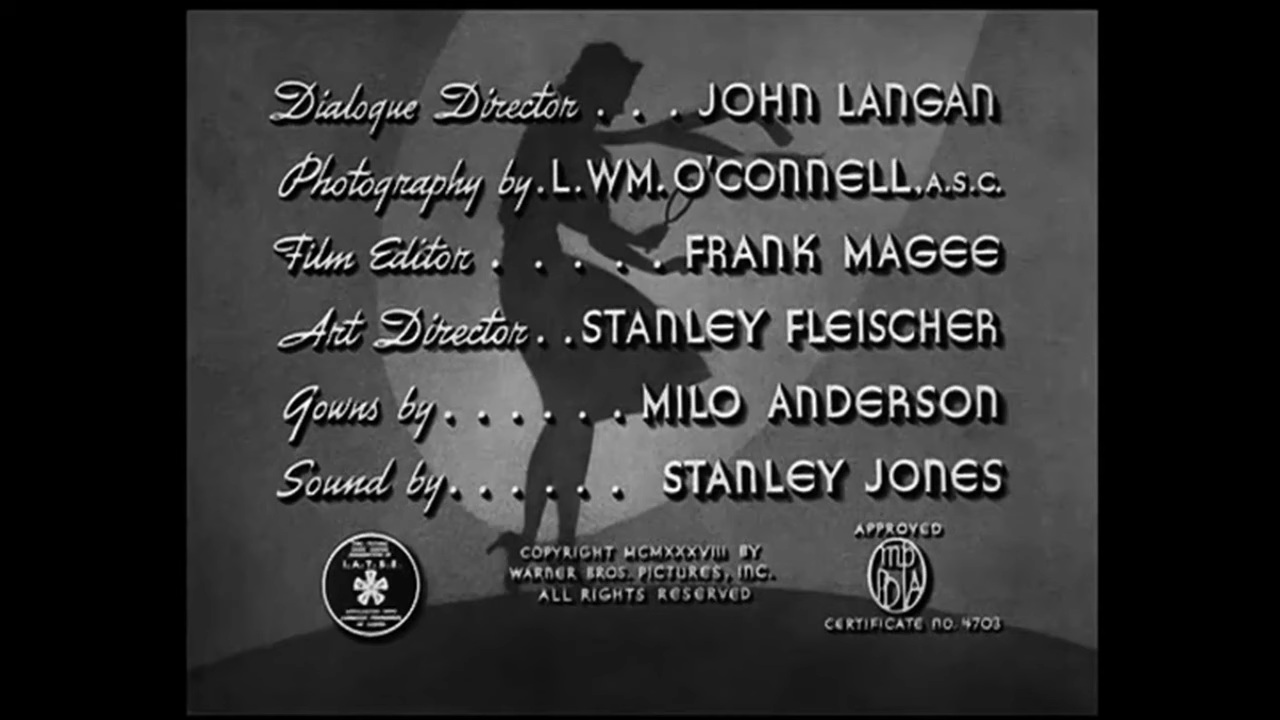 Dialogue Director . . . JOHN LANGAN
Photography by. L. WM. O'CONNELL, A.S.C.
Film Editor . . . . . FRANK MAGEE
Art Director . . STANLEY FLEISCHER
Gowns by . . . . . . MILO ANDERSON
Sound by . . . . . . STANLEY JONES
I.A.T.S.E.
COPYRIGHT MCMXXXVIII BY
WARNER BROS. PICTURES, INC.
ALL RIGHTS RESERVED
APPROVED
MPPDA
CERTIFICATE NO. 4703